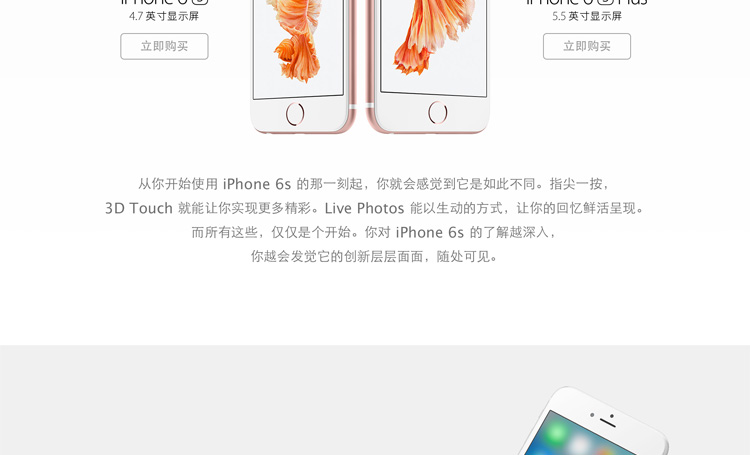 iPhone 6s
iPhone 6s Plus
4.7 英寸显示屏
5.5 英寸显示屏
立即购买
立即购买
从你开始使用 iPhone 6s 的那一刻起，你就会感觉到它是如此不同。指尖一按，
3D Touch 就能让你实现更多精彩。Live Photos 能以生动的方式，让你的回忆鲜活呈现。
而所有这些，仅仅是个开始。你对 iPhone 6s 的了解越深入，
你越会发觉它的创新层层面面，随处可见。